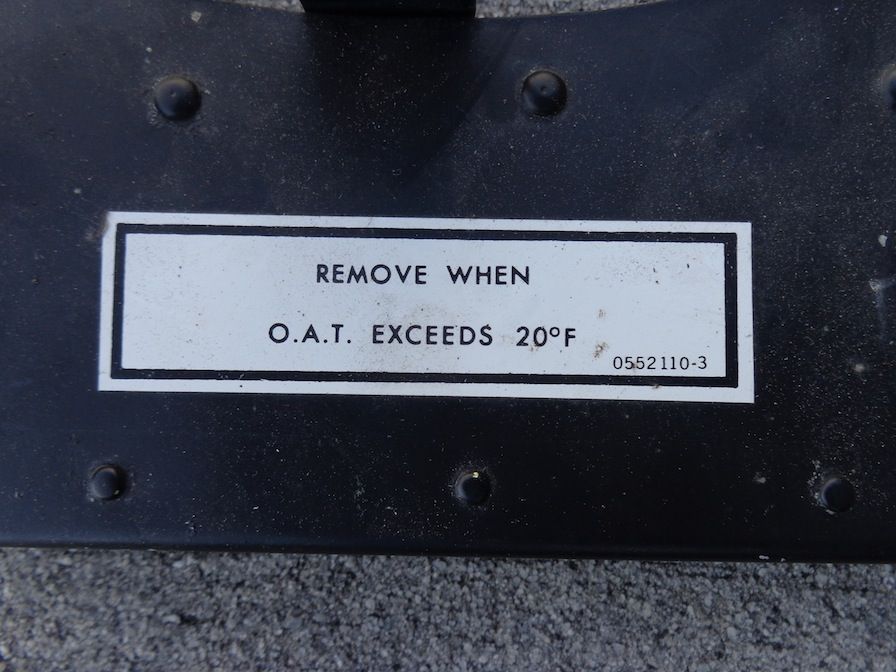 REMOVE WHEN
O.A.T. EXCEEDS 20°F
0552110-3